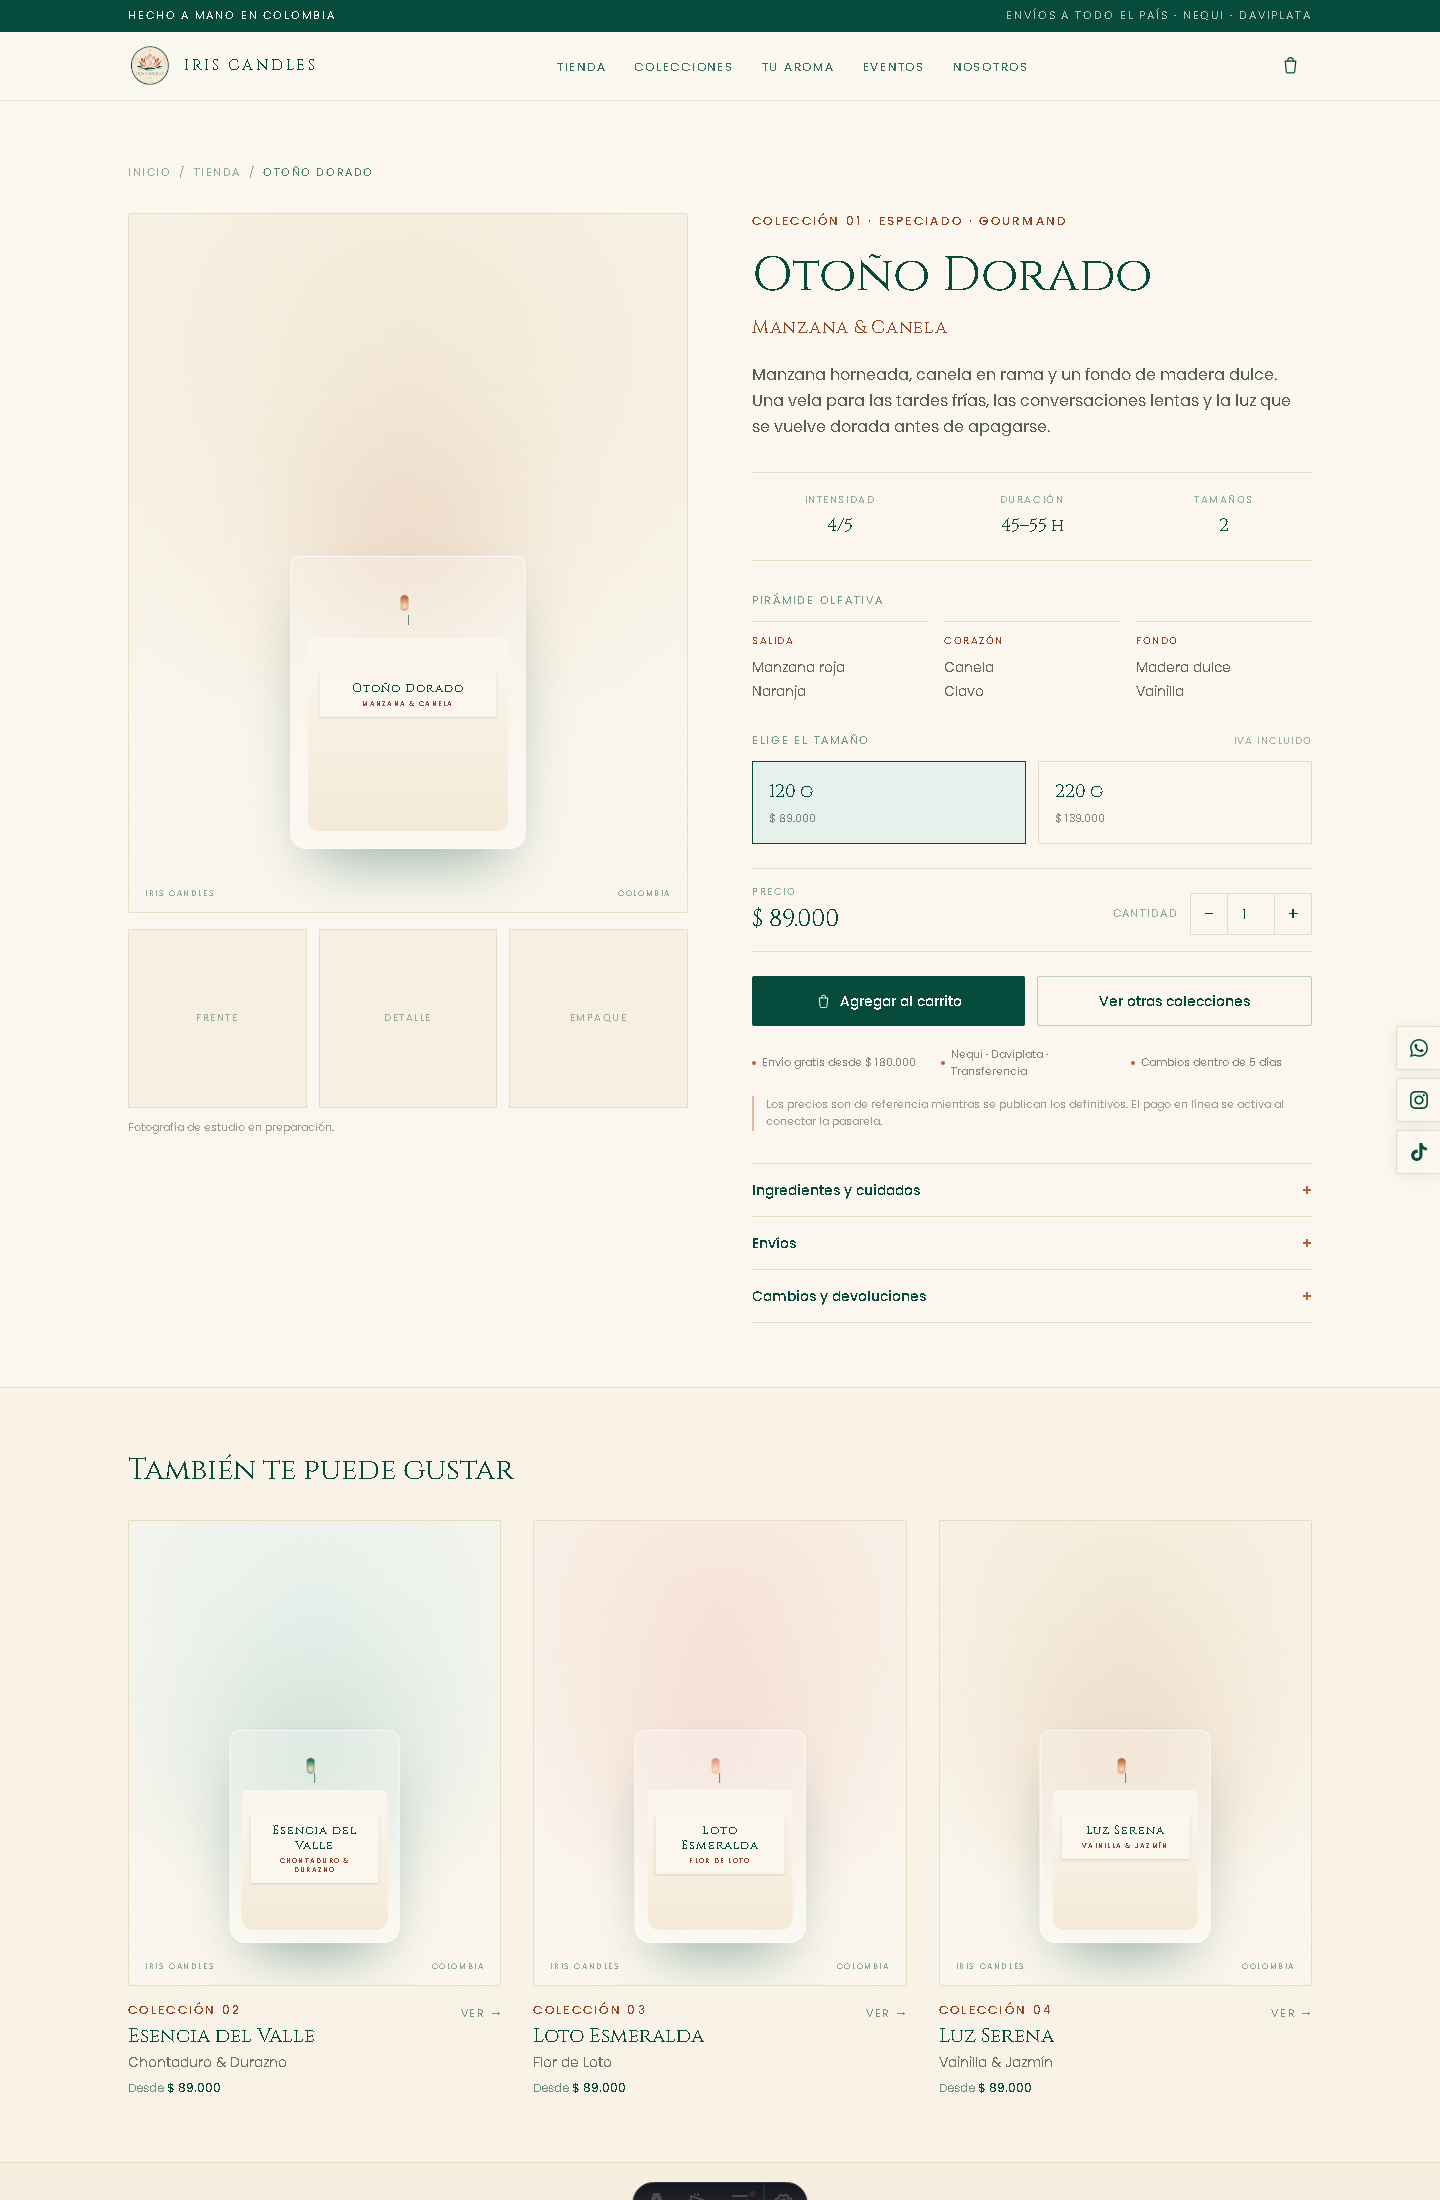 HECHO A MANO EN COLOMBIA
ENVÍOS A TODO EL PAÍS · NEQUI · DAVIPLATA
IRIS CANDLES
TIENDA
COLECCIONES
TU AROMA
EVENTOS
NOSOTROS
INICIO / TIENDA / OTOÑO DORADO
OTOÑO DORADO
MANZANA & CANELA
IRIS CANDLES
COLOMBIA
FRENTE
DETALLE
EMPAQUE
Fotografía de estudio en preparación.
COLECCIÓN 01 · ESPECIADO · GOURMAND
OTOÑO DORADO
MANZANA & CANELA
Manzana horneada, canela en rama y un fondo de madera dulce.
Una vela para las tardes frías, las conversaciones lentas y la luz que
se vuelve dorada antes de apagarse.
INTENSIDAD
4/5
DURACIÓN
45–55 H
TAMAÑOS
2
PIRÁMIDE OLFATIVA
SALIDA
Manzana roja
Naranja
CORAZÓN
Canela
Clavo
FONDO
Madera dulce
Vainilla
ELIGE EL TAMAÑO
IVA INCLUIDO
120 G
$ 89.000
220 G
$ 139.000
PRECIO
$ 89.000
CANTIDAD
− 1 +
Agregar al carrito
Ver otras colecciones
Envío gratis desde $ 180.000
Nequi · Daviplata ·
Transferencia
Cambios dentro de 5 días
Los precios son de referencia mientras se publican los definitivos. El pago en línea se activa al
conectar la pasarela.
Ingredientes y cuidados +
Envíos +
Cambios y devoluciones +
TAMBIÉN TE PUEDE GUSTAR
ESENCIA DEL
VALLE
CHONTADURO &
DURAZNO
IRIS CANDLES
COLOMBIA
COLECCIÓN 02
VER →
ESENCIA DEL VALLE
Chontaduro & Durazno
Desde $ 89.000
LOTO
ESMERALDA
FLOR DE LOTO
IRIS CANDLES
COLOMBIA
COLECCIÓN 03
VER →
LOTO ESMERALDA
Flor de Loto
Desde $ 89.000
LUZ SERENA
VAINILLA & JAZMÍN
IRIS CANDLES
COLOMBIA
COLECCIÓN 04
VER →
LUZ SERENA
Vainilla & Jazmín
Desde $ 89.000